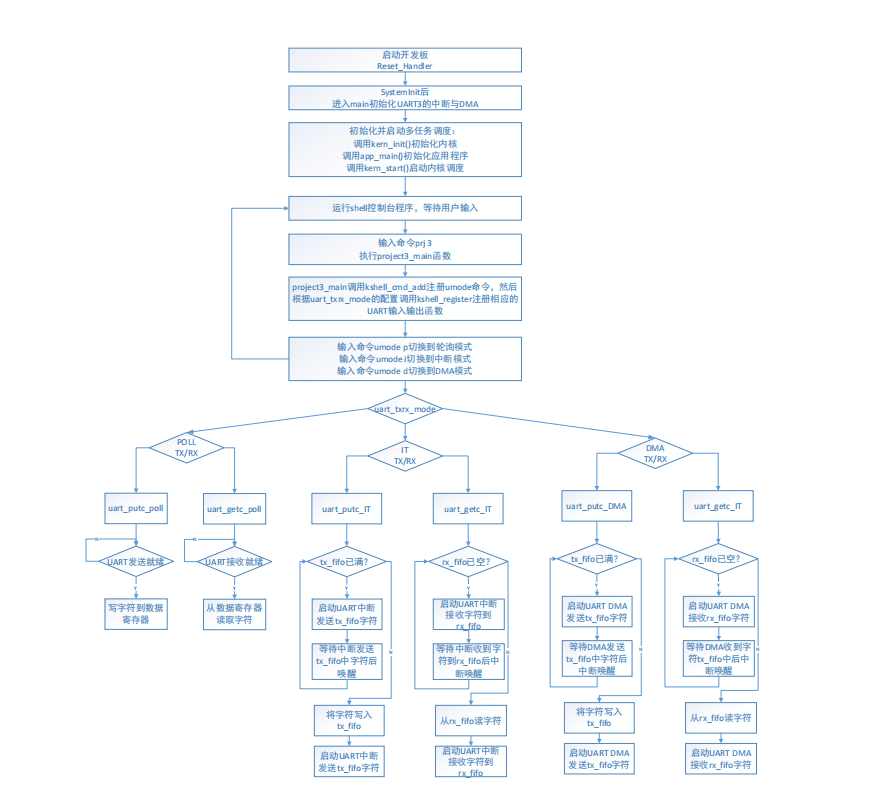 启动开发板
Reset_Handler
SystemInit后
进入main初始化UART3的中断与DMA
初始化并启动多任务调度：
调用kern_init()初始化内核
调用app_main()初始化应用程序
调用kern_start()启动内核调度
运行shell控制台程序，等待用户输入
输入命令prj 3
执行project3_main函数
project3_main调用kshell_cmd_add注册umode命令，然后
根据uart_txrx_mode的配置调用kshell_register注册相应的
UART输入输出函数
输入命令umode p切换到轮询模式
输入命令umode i切换到中断模式
输入命令umode d切换到DMA模式
uart_txrx_mode
POLL
TX/RX
IT
TX/RX
DMA
TX/RX
uart_putc_poll
uart_getc_poll
uart_putc_IT
uart_getc_IT
uart_putc_DMA
uart_getc_IT
N
UART发送就绪
Y
写字符到数据
寄存器
N
UART接收就绪
Y
从数据寄存器
读取字符
tx_fifo已满？
Y
启动UART中断
发送tx_fifo字符
等待中断发送
tx_fifo中字符后
唤醒
N
将字符写入
tx_fifo
启动UART中断
发送tx_fifo字符
rx_fifo已空？
Y
启动UART中断
接收字符到
rx_fifo
等待中断收到字
符到rx_fifo后中
断唤醒
N
从rx_fifo读字符
启动UART中断
接收字符到
rx_fifo
tx_fifo已满？
Y
启动UART DMA
发送tx_fifo字符
等待DMA发送
tx_fifo中字符后
中断唤醒
N
将字符写入
tx_fifo
启动UART DMA
发送tx_fifo字符
rx_fifo已空？
Y
启动UART DMA
接收rx_fifo字符
等待DMA收到字
符tx_fifo中后中
断唤醒
N
从rx_fifo读字符
启动UART DMA
接收rx_fifo字符